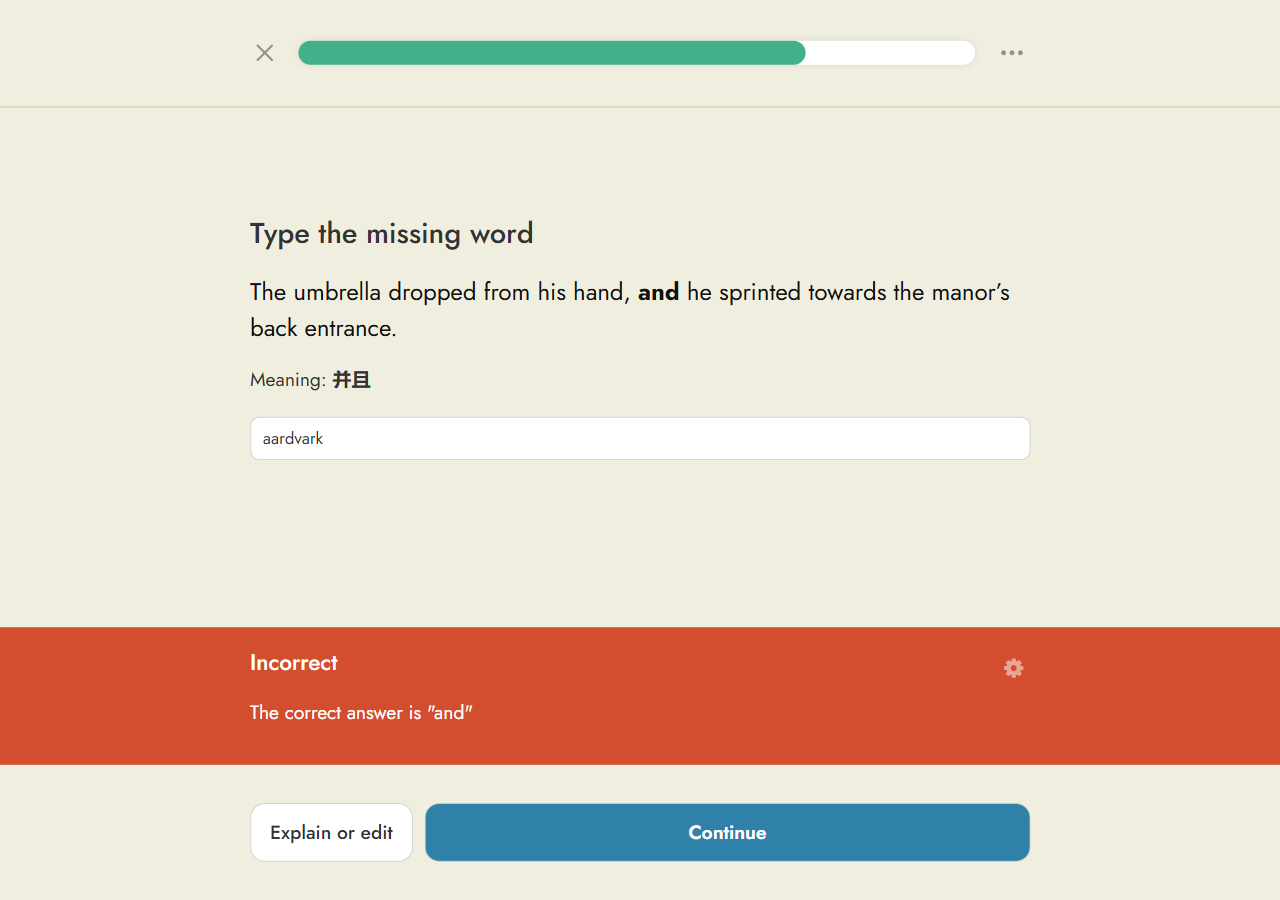 Type the missing word
The umbrella dropped from his hand, and he sprinted towards the manor’s
back entrance.
Meaning: 并且
aardvark
Incorrect
The correct answer is "and"
Explain or edit
Continue